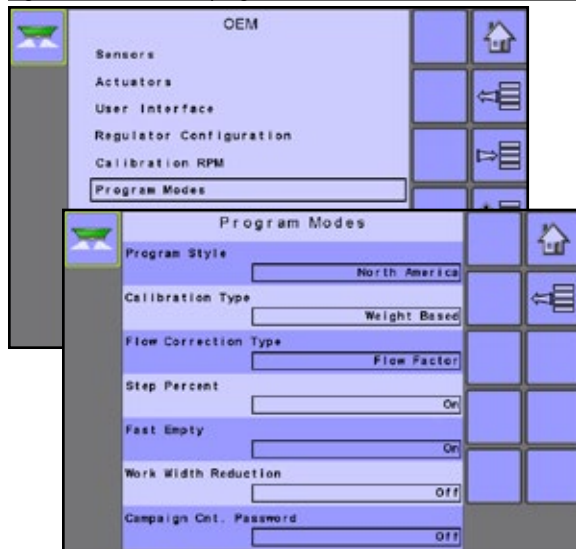 OEM
Sensors
Actuators
User Interface
Regulator Configuration
Calibration RPM
Program Modes
Program Modes
Program Style
North America
Calibration Type
Weight Based
Flow Correction Type
Flow Factor
Step Percent
On
Fast Empty
On
Work Width Reduction
Off
Campaign Cnt. Password
Off